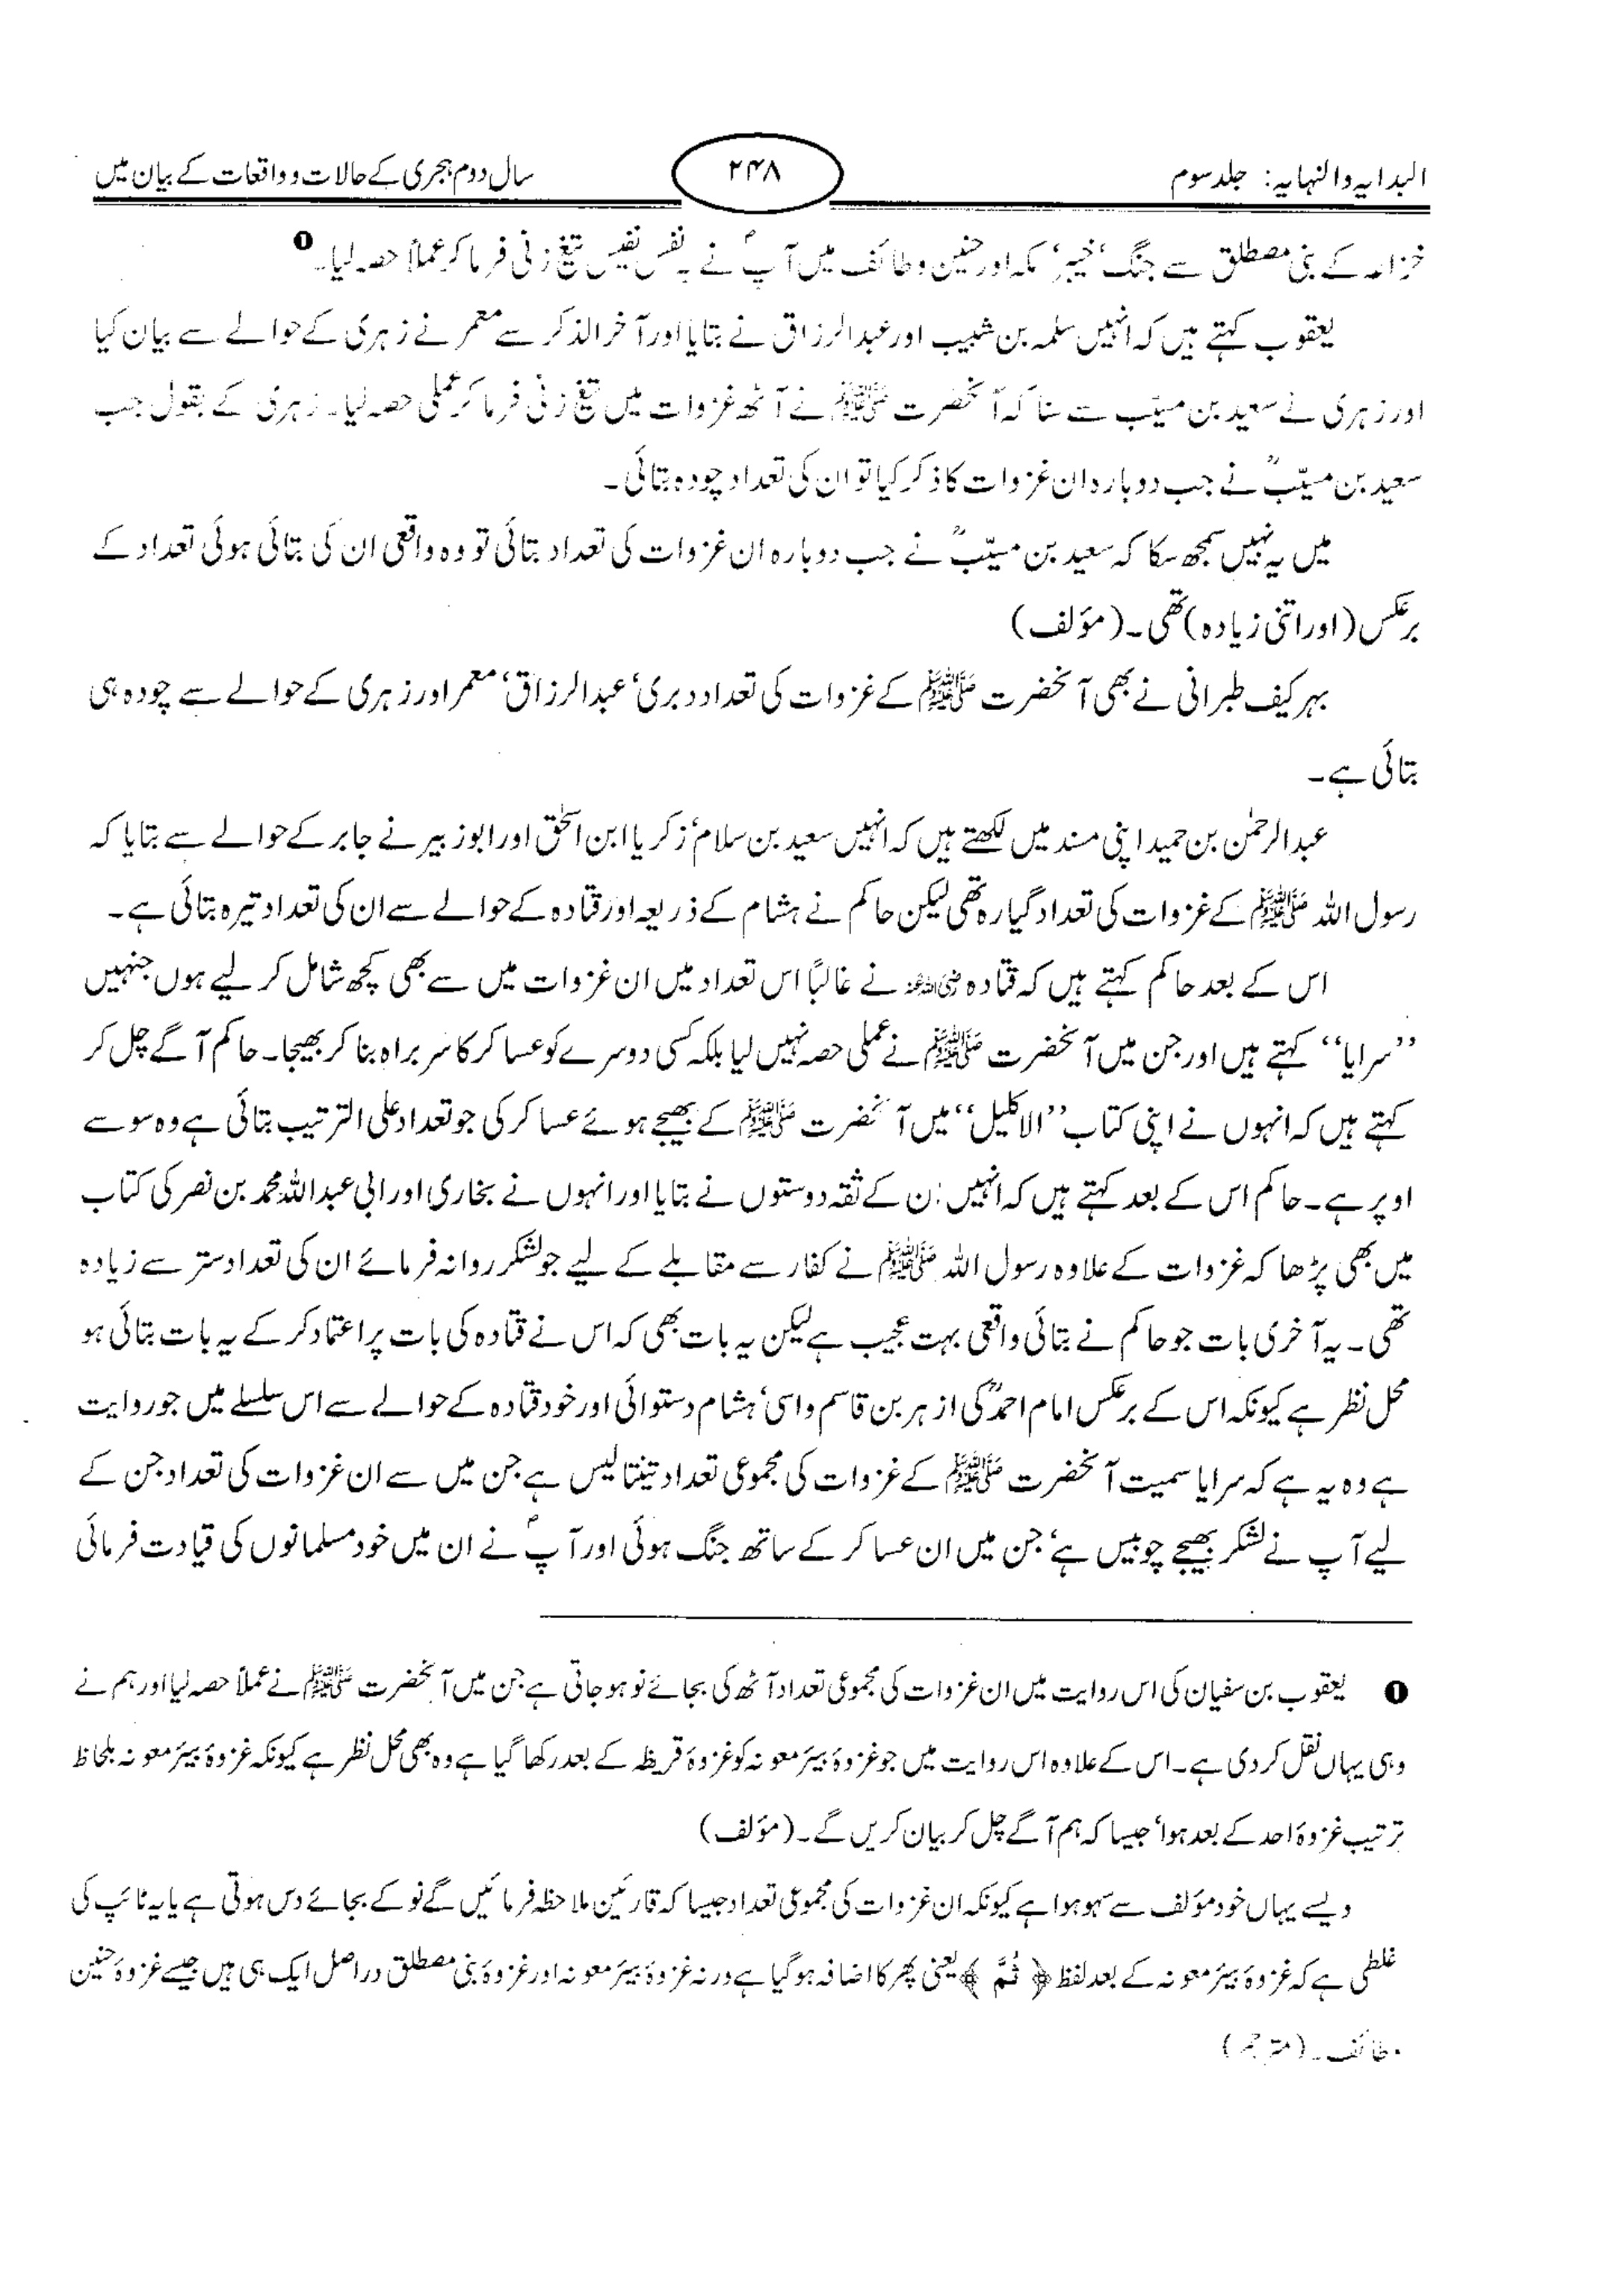 البدایہ والنہایہ: جلد سوم
۲۴۸
سال دوم ہجری کے حالات و واقعات کے بیان میں
خزاعہ کے بنی مصطلق سے جنگ، خیبر، مکہ اور حنین و طائف میں آپؐ نے بہ نفس نفیس تیغ زنی فرما کر عملاً حصہ لیا۔ ❶
یعقوب کہتے ہیں کہ انہیں سلمہ بن شبیب اور عبدالرزاق نے بتایا اور آخر الذکر سے معمر نے زہری کے حوالے سے بیان کیا
اور زہری نے سعید بن مسیّب سے سنا کہ آنحضرت ﷺ نے آٹھ غزوات میں تیغ زنی فرما کر عملی حصہ لیا۔ زہری کے بقول جب
سعید بن مسیّبؒ نے جب دوبارہ ان غزوات کا ذکر کیا تو ان کی تعداد چودہ بتائی۔
میں یہ نہیں سمجھ سکا کہ سعید بن مسیّبؒ نے جب دوبارہ ان غزوات کی تعداد بتائی تو وہ واقعی ان کی بتائی ہوئی تعداد کے
برعکس (اور اتنی زیادہ) تھی۔ (مؤلف)
بہرکیف طبرانی نے بھی آنحضرت ﷺ کے غزوات کی تعداد دبری، عبدالرزاق، معمر اور زہری کے حوالے سے چودہ ہی
بتائی ہے۔
عبدالرحمٰن بن حمید اپنی مسند میں لکھتے ہیں کہ انہیں سعید بن سلام، زکریا ابن اسحٰق اور ابو زبیر نے جابر کے حوالے سے بتایا کہ
رسول اللہ ﷺ کے غزوات کی تعداد گیارہ تھی لیکن حاکم نے ہشام کے ذریعہ اور قتادہ کے حوالے سے ان کی تعداد تیرہ بتائی ہے۔
اس کے بعد حاکم کہتے ہیں کہ قتادہ رضی اللہ عنہ نے غالباً اس تعداد میں ان غزوات میں سے بھی کچھ شامل کر لیے ہوں جنہیں
’’سرایا‘‘ کہتے ہیں اور جن میں آنحضرت ﷺ نے عملی حصہ نہیں لیا بلکہ کسی دوسرے کو عساکر کا سربراہ بنا کر بھیجا۔ حاکم آگے چل کر
کہتے ہیں کہ انہوں نے اپنی کتاب ’’الاکلیل‘‘ میں آنحضرت ﷺ کے بھیجے ہوئے عساکر کی جو تعداد علی الترتیب بتائی ہے وہ سو سے
اوپر ہے۔ حاکم اس کے بعد کہتے ہیں کہ انہیں ان کے ثقہ دوستوں نے بتایا اور انہوں نے بخاری اور ابی عبداللہ محمد بن نصر کی کتاب
میں بھی پڑھا کہ غزوات کے علاوہ رسول اللہ ﷺ نے کفار سے مقابلے کے لیے جو لشکر روانہ فرمائے ان کی تعداد ستر سے زیادہ
تھی۔ یہ آخری بات جو حاکم نے بتائی واقعی بہت عجیب ہے لیکن یہ بات بھی کہ اس نے قتادہ کی بات پر اعتماد کر کے یہ بات بتائی ہو
محل نظر ہے کیونکہ اس کے برعکس امام احمدؒ کی ازہر بن قاسم واسی، ہشام دستوائی اور خود قتادہ کے حوالے سے اس سلسلے میں جو روایت
ہے وہ یہ ہے کہ سرایا سمیت آنحضرت ﷺ کے غزوات کی مجموعی تعداد تینتالیس ہے جن میں سے ان غزوات کی تعداد جن کے
لیے آپ نے لشکر بھیجے چوبیس ہے، جن میں ان عساکر کے ساتھ جنگ ہوئی اور آپؐ نے ان میں خود مسلمانوں کی قیادت فرمائی
❶ یعقوب بن سفیان کی اس روایت میں ان غزوات کی مجموعی تعداد آٹھ کی بجائے نو ہو جاتی ہے جن میں آنحضرت ﷺ نے عملاً حصہ لیا اور ہم نے
وہی یہاں نقل کر دی ہے۔ اس کے علاوہ اس روایت میں جو غزوۂ بیئر معونہ کو غزوۂ قریظہ کے بعد رکھا گیا ہے وہ بھی محل نظر ہے کیونکہ غزوۂ بیئر معونہ بلحاظ
ترتیب غزوۂ احد کے بعد ہوا، جیسا کہ ہم آگے چل کر بیان کریں گے۔ (مؤلف)
ویسے یہاں خود مؤلف سے سہو ہوا ہے کیونکہ ان غزوات کی مجموعی تعداد جیسا کہ قارئین ملاحظہ فرمائیں گے نو کے بجائے دس ہوتی ہے یا یہ ٹائپ کی
غلطی ہے کہ غزوۂ بیئر معونہ کے بعد لفظ ﴿ ثُمَّ ﴾ یعنی پھر کا اضافہ ہو گیا ہے ورنہ غزوۂ بیئر معونہ اور غزوۂ بنی مصطلق دراصل ایک ہی ہیں جیسے غزوۂ حنین
و طائف۔ (مترجم)